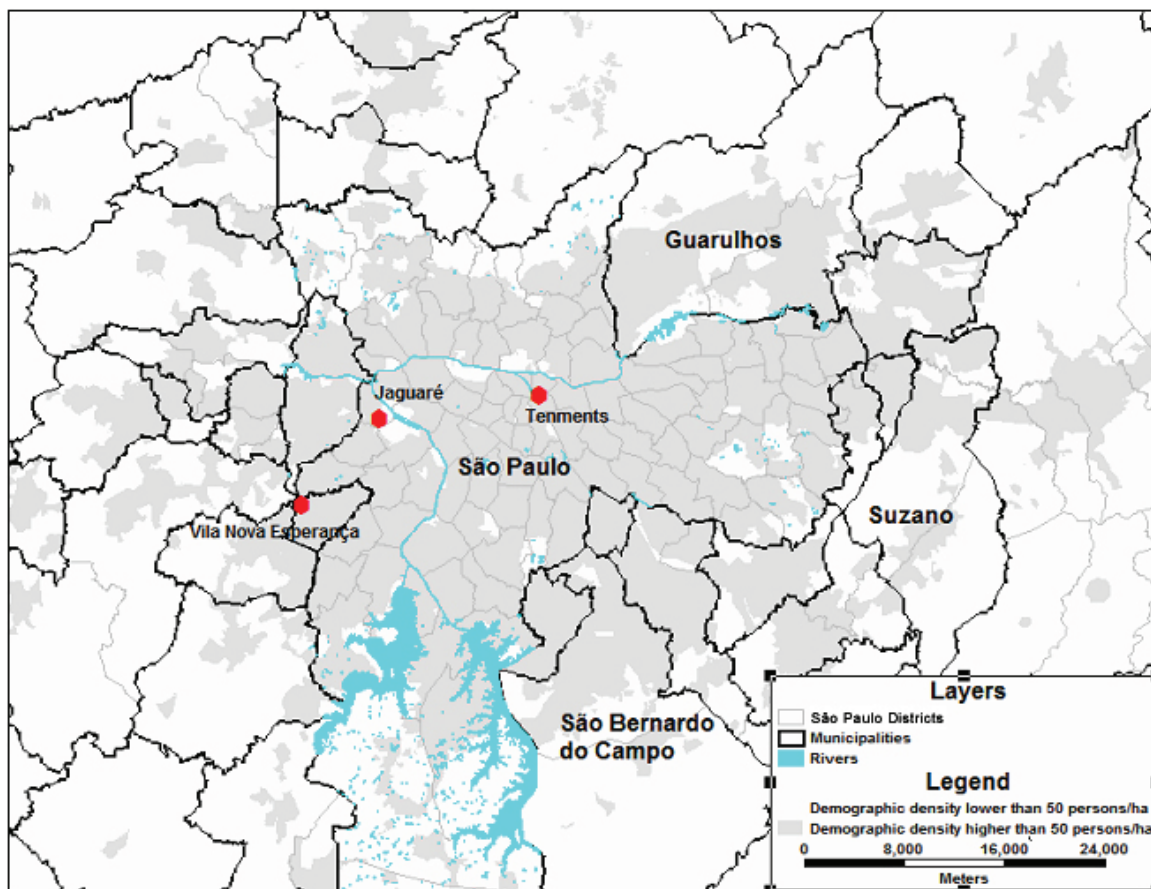 Guarulhos
Jaguaré
Tenments
São Paulo
Suzano
Vila Nova Esperança
São Bernardo
do Campo
Layers
São Paulo Districts
Municipalities
Rivers
Legend
Demographic density lower than 50 persons/ha
Demographic density higher than 50 persons/ha
0 8,000 16,000 24,000
Meters